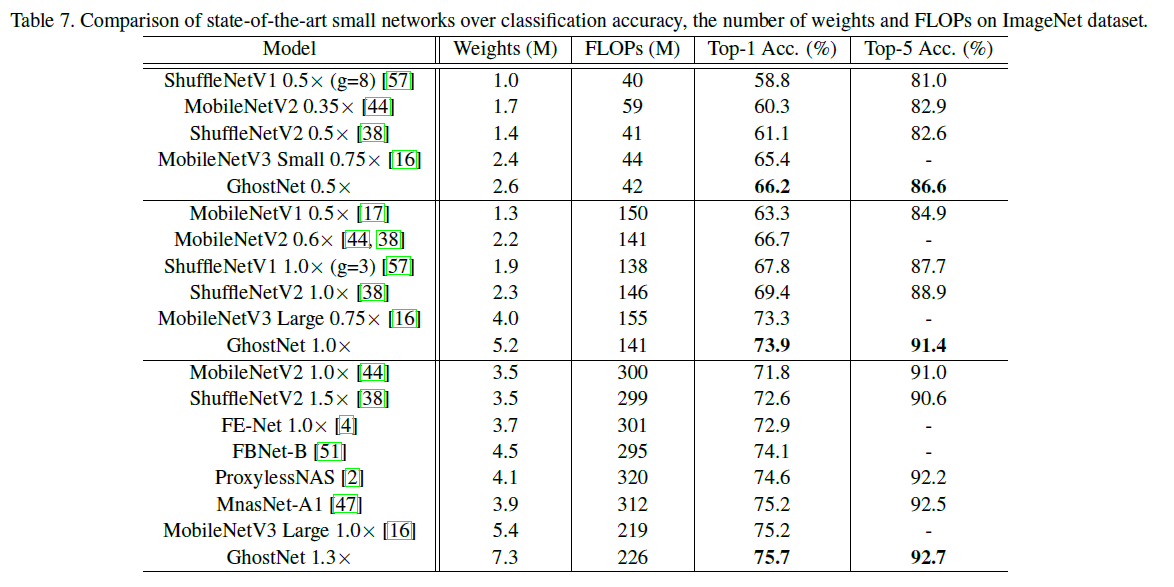 Table 7. Comparison of state-of-the-art small networks over classification accuracy, the number of weights and FLOPs on ImageNet dataset.
Model Weights (M) FLOPs (M) Top-1 Acc. (%) Top-5 Acc. (%)
ShuffleNetV1 0.5× (g=8) [57] 1.0 40 58.8 81.0
MobileNetV2 0.35× [44] 1.7 59 60.3 82.9
ShuffleNetV2 0.5× [38] 1.4 41 61.1 82.6
MobileNetV3 Small 0.75× [16] 2.4 44 65.4 -
GhostNet 0.5× 2.6 42 66.2 86.6
MobileNetV1 0.5× [17] 1.3 150 63.3 84.9
MobileNetV2 0.6× [44, 38] 2.2 141 66.7 -
ShuffleNetV1 1.0× (g=3) [57] 1.9 138 67.8 87.7
ShuffleNetV2 1.0× [38] 2.3 146 69.4 88.9
MobileNetV3 Large 0.75× [16] 4.0 155 73.3 -
GhostNet 1.0× 5.2 141 73.9 91.4
MobileNetV2 1.0× [44] 3.5 300 71.8 91.0
ShuffleNetV2 1.5× [38] 3.5 299 72.6 90.6
FE-Net 1.0× [4] 3.7 301 72.9 -
FBNet-B [51] 4.5 295 74.1 -
ProxylessNAS [2] 4.1 320 74.6 92.2
MnasNet-A1 [47] 3.9 312 75.2 92.5
MobileNetV3 Large 1.0× [16] 5.4 219 75.2 -
GhostNet 1.3× 7.3 226 75.7 92.7